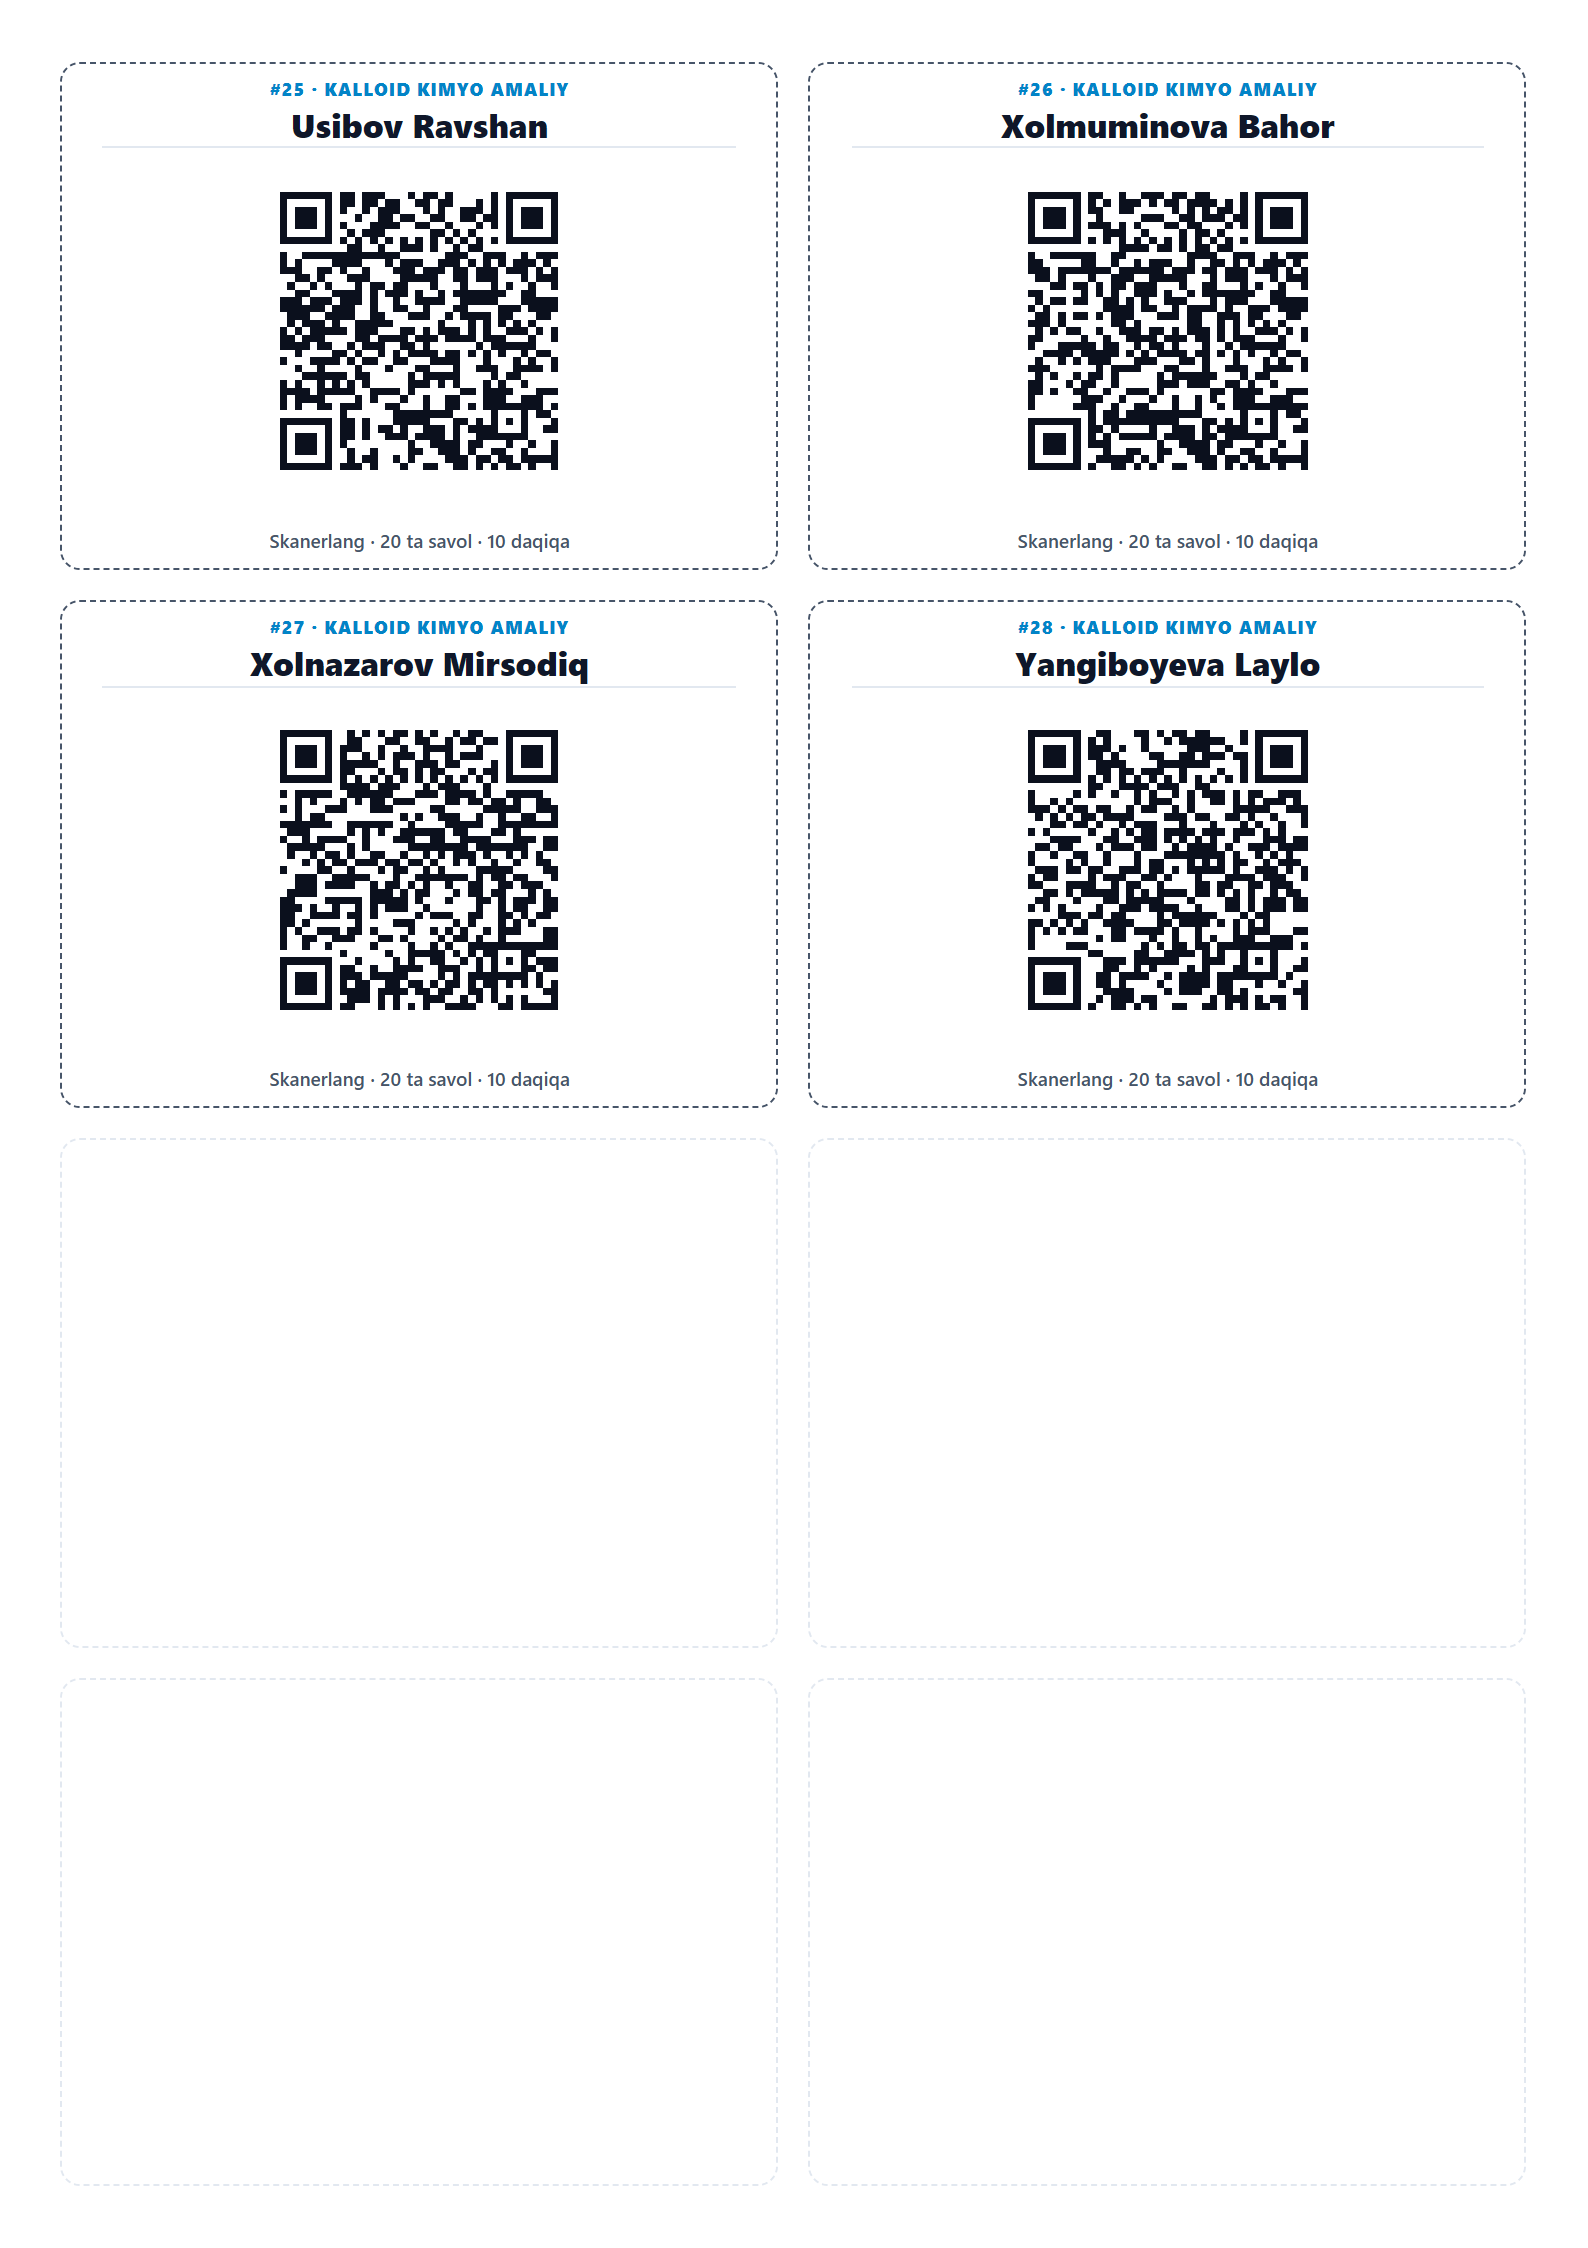 #25 · KALLOID KIMYO AMALIY
Usibov Ravshan
Skanerlang · 20 ta savol · 10 daqiqa
#26 · KALLOID KIMYO AMALIY
Xolmuminova Bahor
Skanerlang · 20 ta savol · 10 daqiqa
#27 · KALLOID KIMYO AMALIY
Xolnazarov Mirsodiq
Skanerlang · 20 ta savol · 10 daqiqa
#28 · KALLOID KIMYO AMALIY
Yangiboyeva Laylo
Skanerlang · 20 ta savol · 10 daqiqa